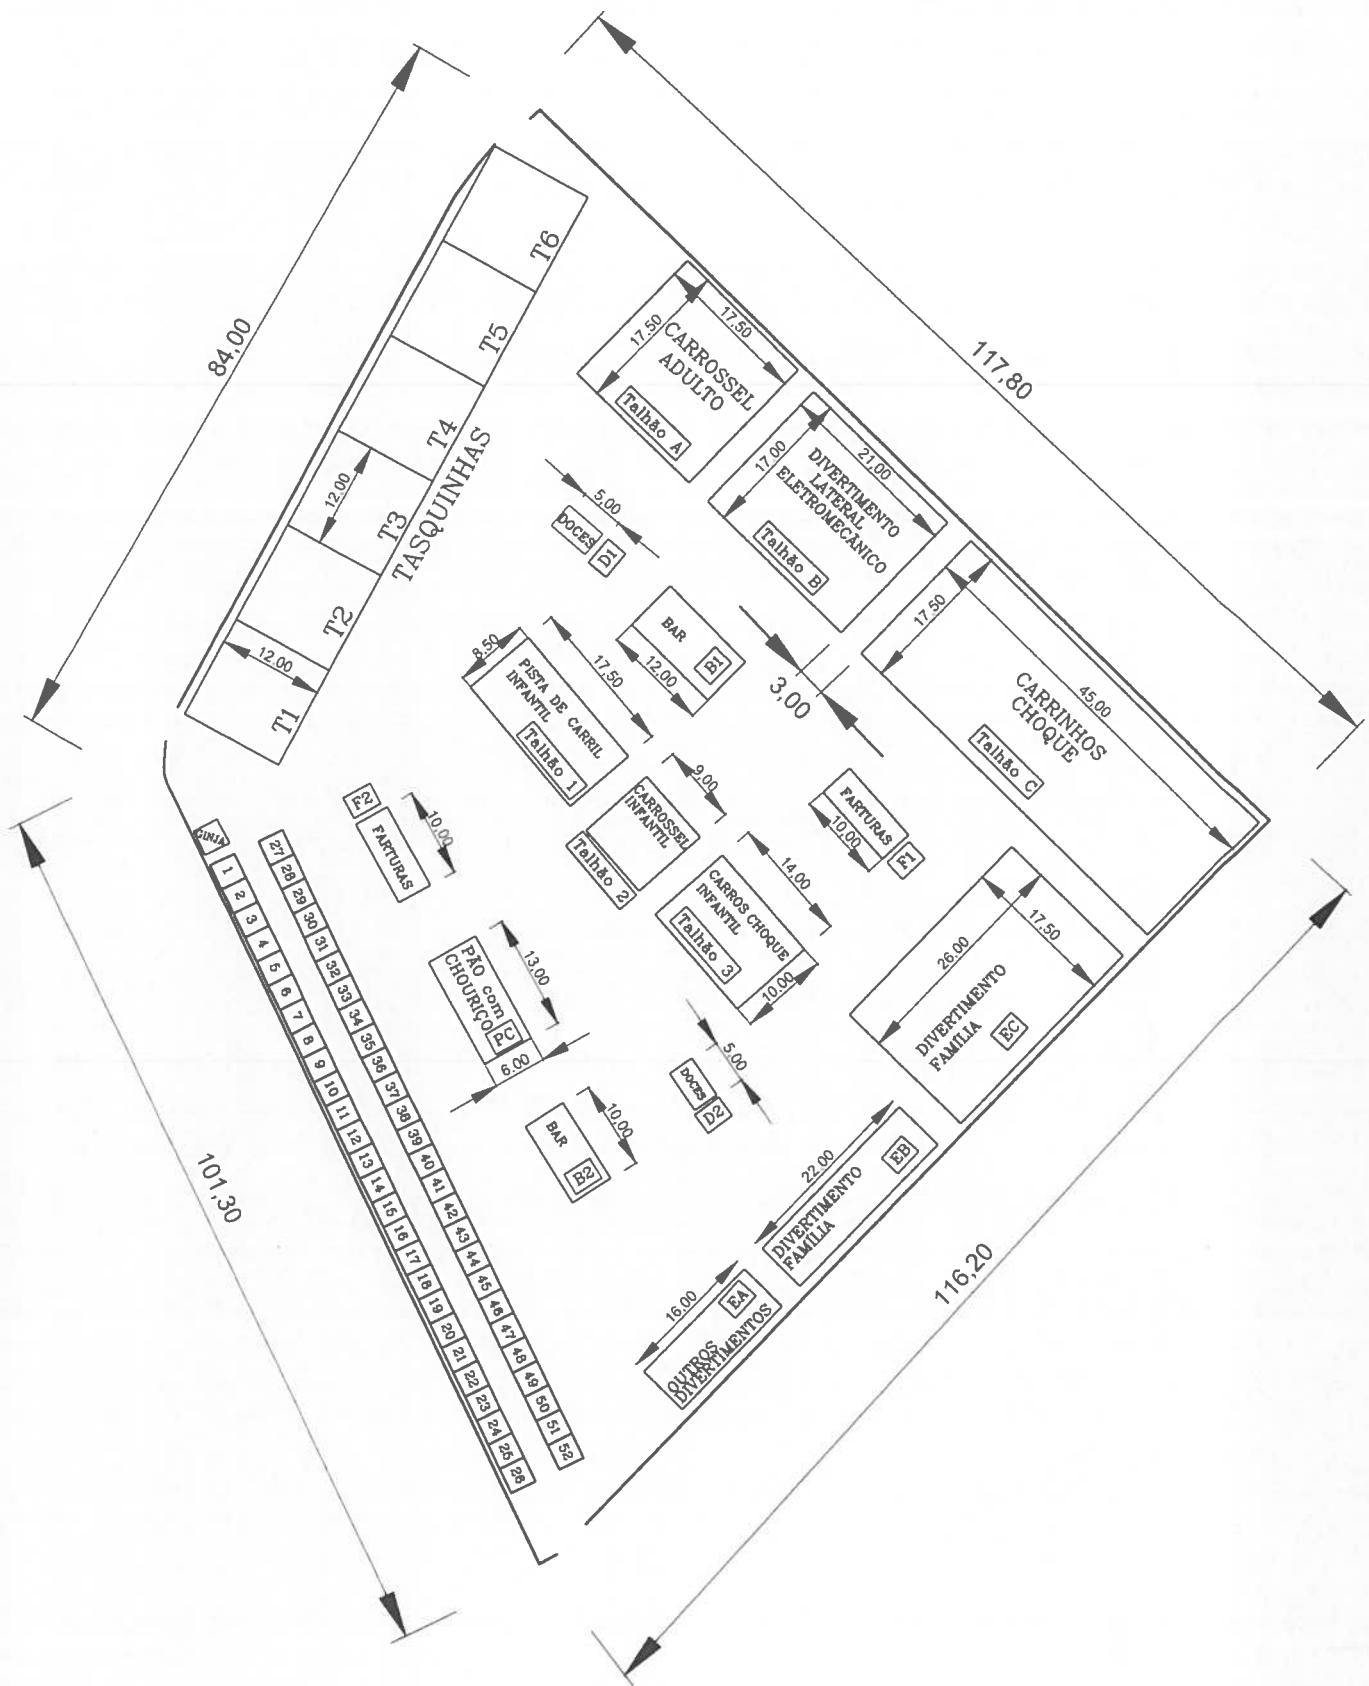 84,00
117,80
T6
T5
T4
12.00
T3
T2
12.00
T1
TASQUINHAS
17.50
17.50
CARROSSEL
ADULTO
Talhão A
17.00
21.00
DIVERTIMENTO
LATERAL
ELETROMECÂNICO
Talhão B
5.00
DOCES
D1
BAR
B1
12.00
3,00
17.50
45.00
CARRINHOS
CHOQUE
Talhão C
8.50
17,50
PISTA DE CARRIL
INFANTIL
Talhão 1
9,00
CARROSSEL
INFANTIL
Talhão 2
14,00
CARROS CHOQUE
INFANTIL
Talhão 3
10.00
FARTURAS
10,00
F1
F2
FARTURAS
10,00
PÃO com
CHOURIÇO
PC
13,00
6.00
BAR
B2
10,00
5.00
DOCES
D2
17.50
26.00
DIVERTIMENTO
FAMÍLIA
EC
22.00
DIVERTIMENTO
FAMÍLIA
EB
16,00
EA
OUTROS
DIVERTIMENTOS
GINJA
1
2
3
4
5
6
7
8
9
10
11
12
13
14
15
16
17
18
19
20
21
22
23
24
25
26
27
28
29
30
31
32
33
34
35
36
37
38
39
40
41
42
43
44
45
46
47
48
49
50
51
52
101,30
116,20